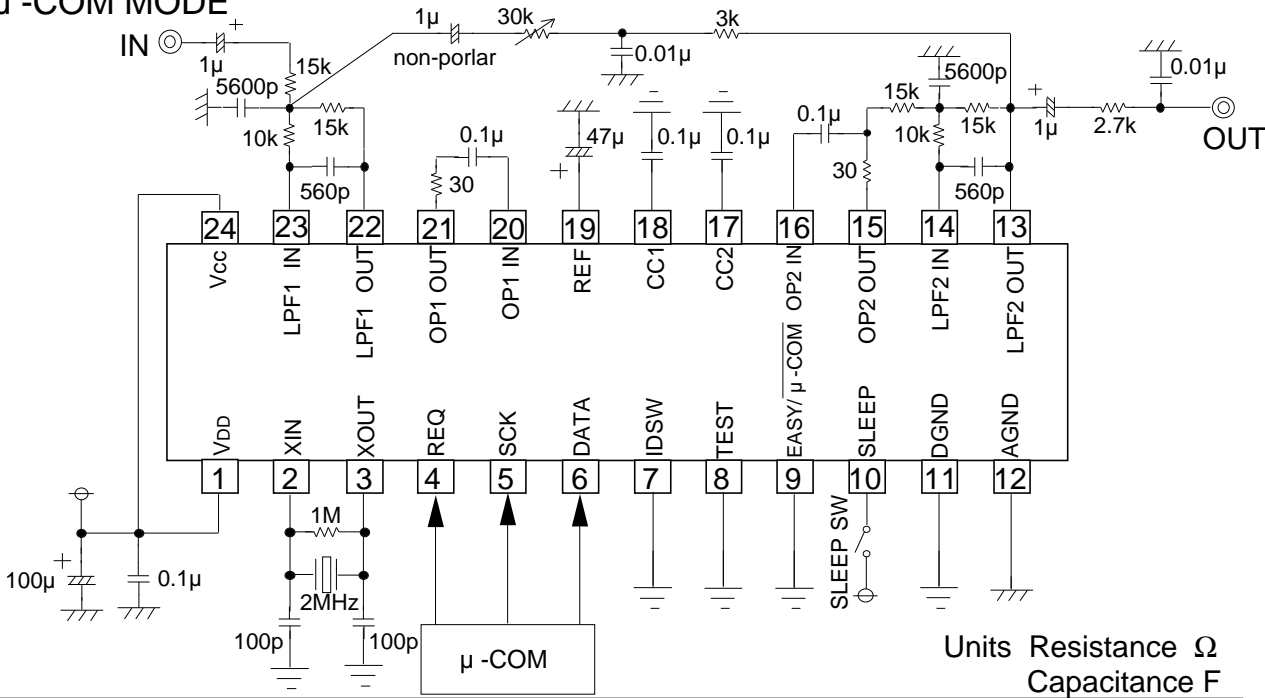 µ -COM MODE
IN
1µ
15k
5600p
10k
15k
560p
1µ
non-porlar
30k
0.01µ
3k
0.1µ
30
47µ
0.1µ
0.1µ
0.1µ
15k
30
5600p
10k
15k
560p
1µ
2.7k
0.01µ
OUT
24 23 22 21 20 19 18 17 16 15 14 13
VCC
LPF1 IN
LPF1 OUT
OP1 OUT
OP1 IN
REF
CC1
CC2
OP2 IN
OP2 OUT
LPF2 IN
LPF2 OUT
VDD
XIN
XOUT
REQ
SCK
DATA
IDSW
TEST
EASY/ µ -COM
SLEEP
DGND
AGND
1 2 3 4 5 6 7 8 9 10 11 12
100µ
0.1µ
1M
2MHz
100p
100p
µ -COM
SLEEP SW
Units Resistance Ω
Capacitance F